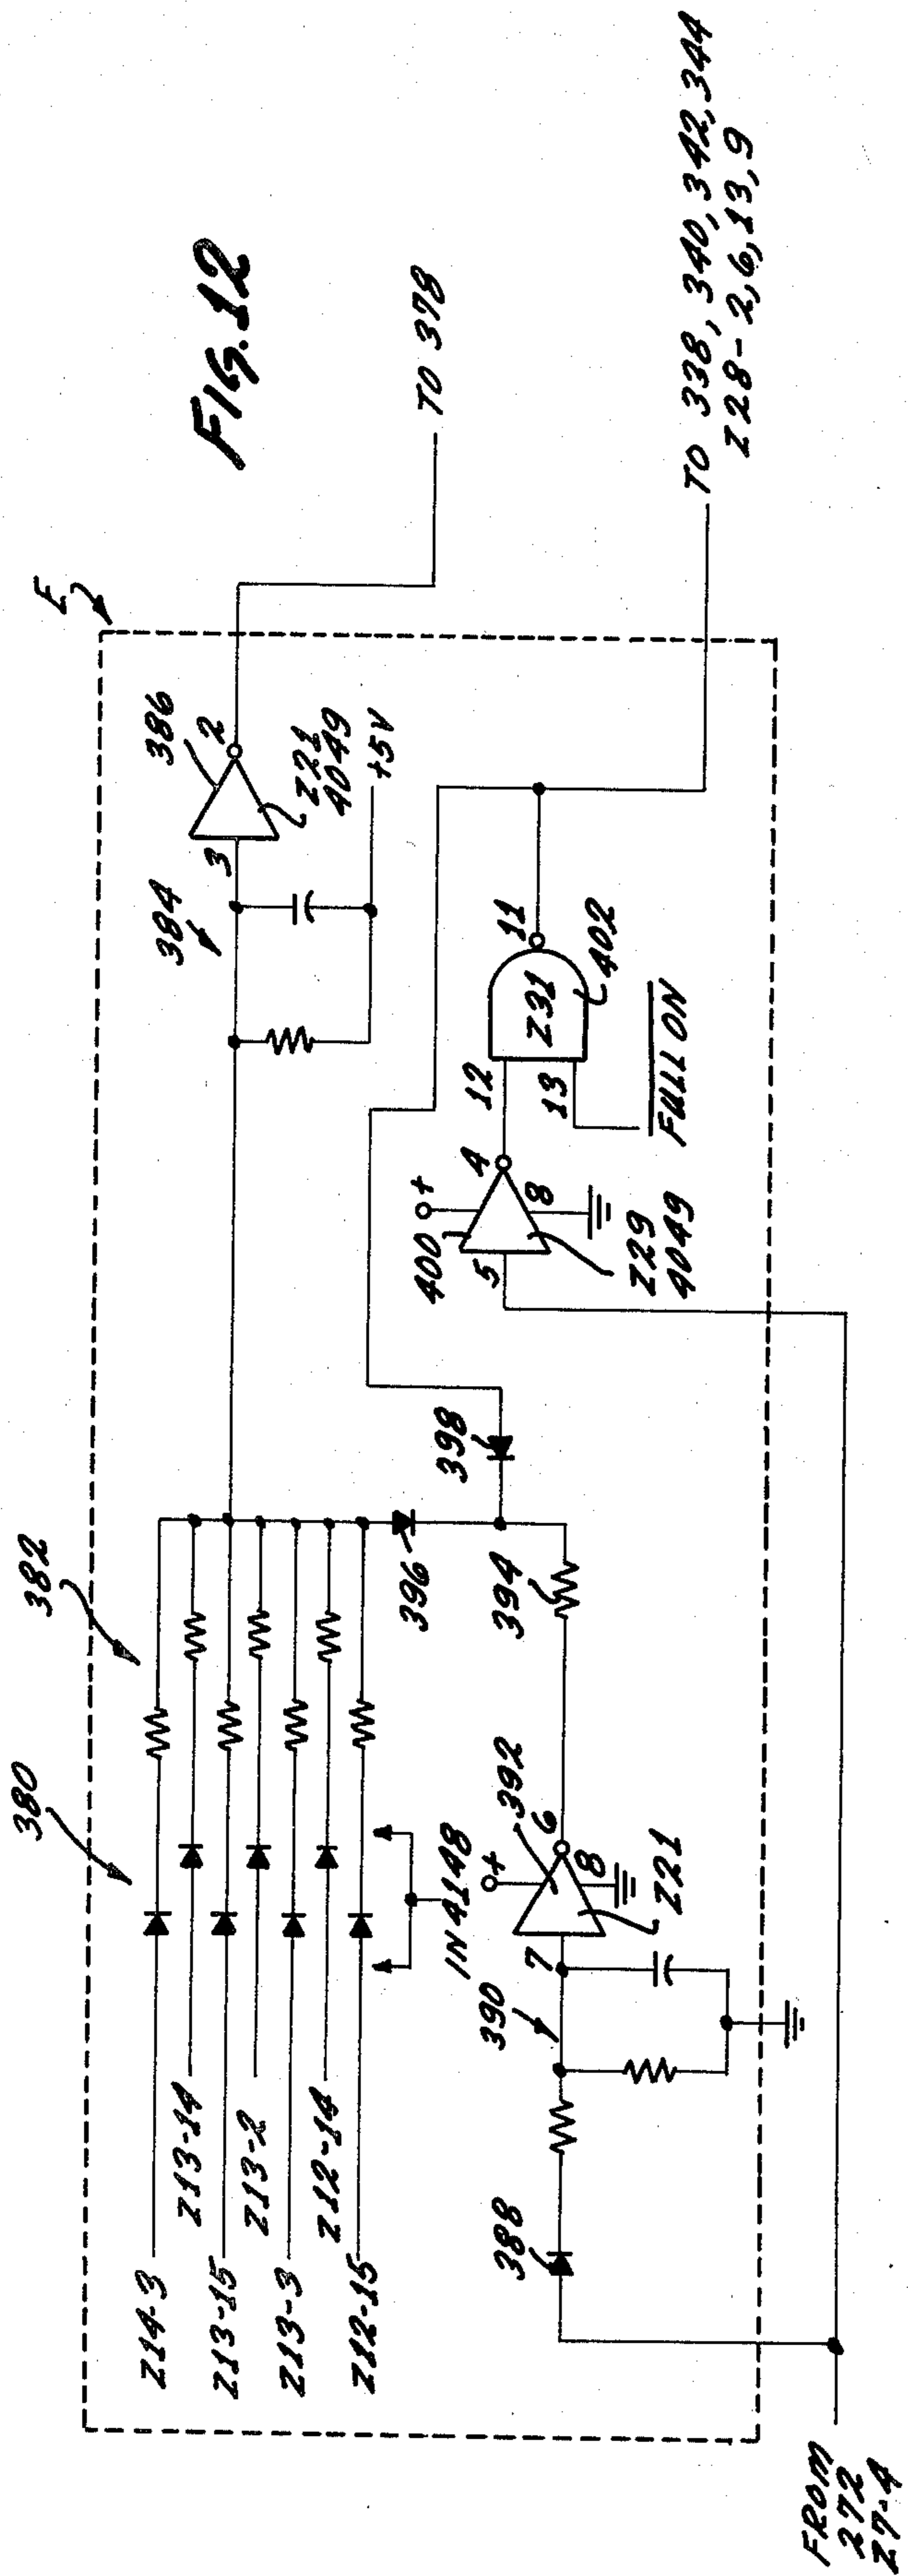 FIG. 12
E
380
382
Z14-3
Z13-14
Z13-15
Z13-2
Z13-3
Z12-14
Z12-15
1N4148
384
3
386
2
Z21
4049
+5V
TO 378
396
398
394
388
390
7
+
392
6
8
Z21
400
+
5
4
8
Z29
4049
12
13
Z31
11
402
FULL ON
TO 338, 340, 342, 344
Z28-2,6,13,9
FROM
272
Z7-4